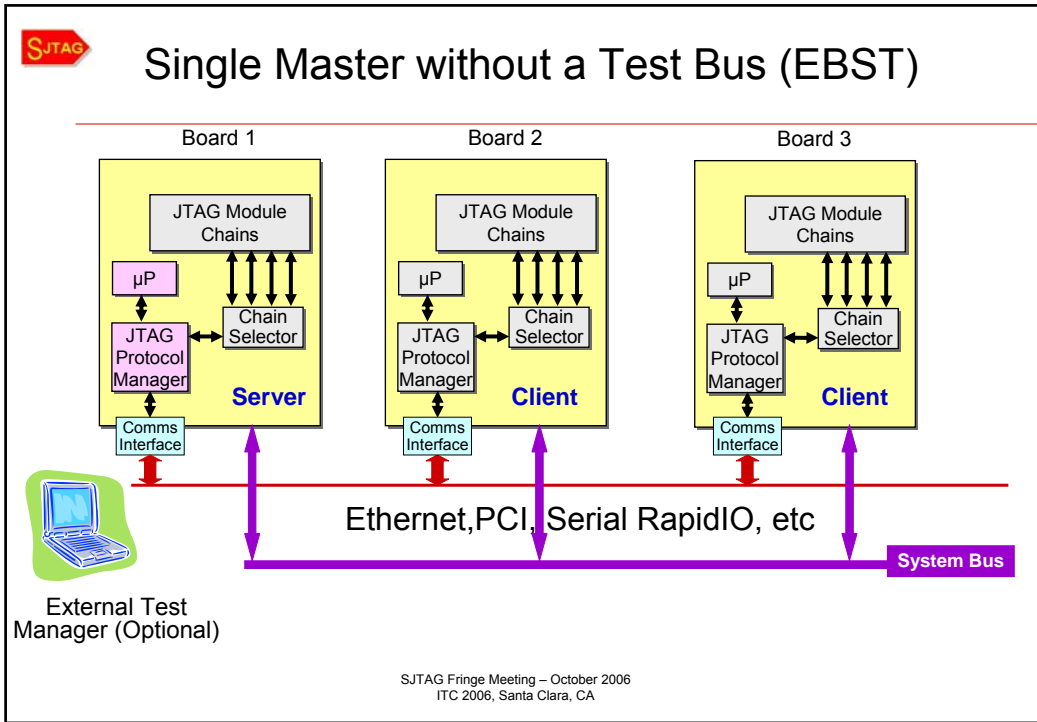 SJTAG
Single Master without a Test Bus (EBST)
Board 1
Board 2
Board 3
JTAG Module
Chains
µP
Chain
Selector
JTAG
Protocol
Manager
Server
Comms
Interface
JTAG Module
Chains
µP
Chain
Selector
JTAG
Protocol
Manager
Client
Comms
Interface
JTAG Module
Chains
µP
Chain
Selector
JTAG
Protocol
Manager
Client
Comms
Interface
Ethernet,PCI, Serial RapidIO, etc
System Bus
External Test
Manager (Optional)
SJTAG Fringe Meeting – October 2006
ITC 2006, Santa Clara, CA